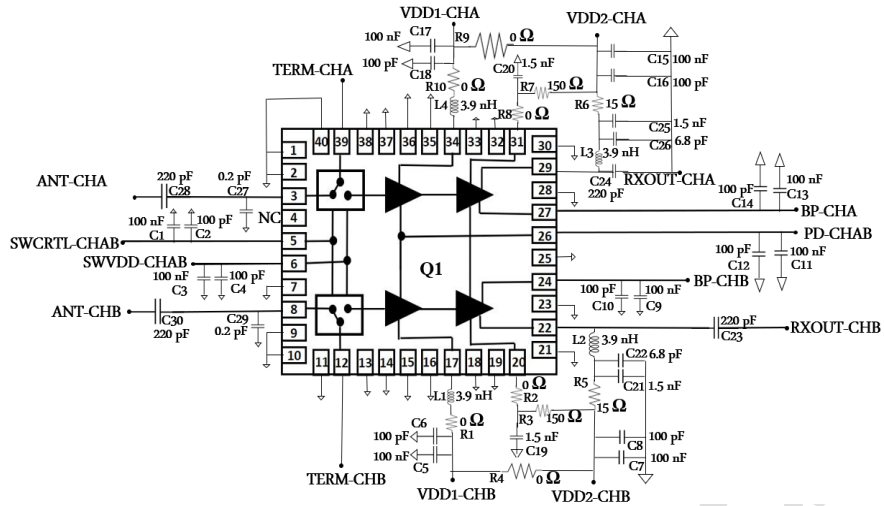 VDD1-CHA
VDD2-CHA
C17
100 nF
R9
0 Ω
C15 100 nF
100 pF
C18
C20
1.5 nF
C16 100 pF
TERM-CHA
R10
0 Ω
R7
150 Ω
R6
15 Ω
L4
3.9 nH
R8
0 Ω
C25
1.5 nF
C26
6.8 pF
L3
3.9 nH
C24
220 pF
RXOUT-CHA
40 39 38 37 36 35 34 33 32 31
1
2
3
4
5
6
7
8
9
10
30
29
28
27
26
25
24
23
22
21
11 12 13 14 15 16 17 18 19 20
ANT-CHA
220 pF
C28
0.2 pF
C27
NC
100 nF
C1
100 pF
C2
SWCRTL-CHAB
SWVDD-CHAB
100 nF
C3
100 pF
C4
ANT-CHB
C30
220 pF
C29
0.2 pF
Q1
100 pF
C14
100 nF
C13
BP-CHA
PD-CHAB
100 pF
C12
100 nF
C11
BP-CHB
100 pF
C10
100 nF
C9
220 pF
C23
RXOUT-CHB
L2
3.9 nH
C22 6.8 pF
C21
1.5 nF
R5
15 Ω
L1
3.9 nH
0 Ω
R2
0 Ω
R1
R3
150 Ω
1.5 nF
C19
C6
100 pF
100 nF
C5
100 pF
C8
100 nF
C7
R4
0 Ω
TERM-CHB
VDD1-CHB
VDD2-CHB